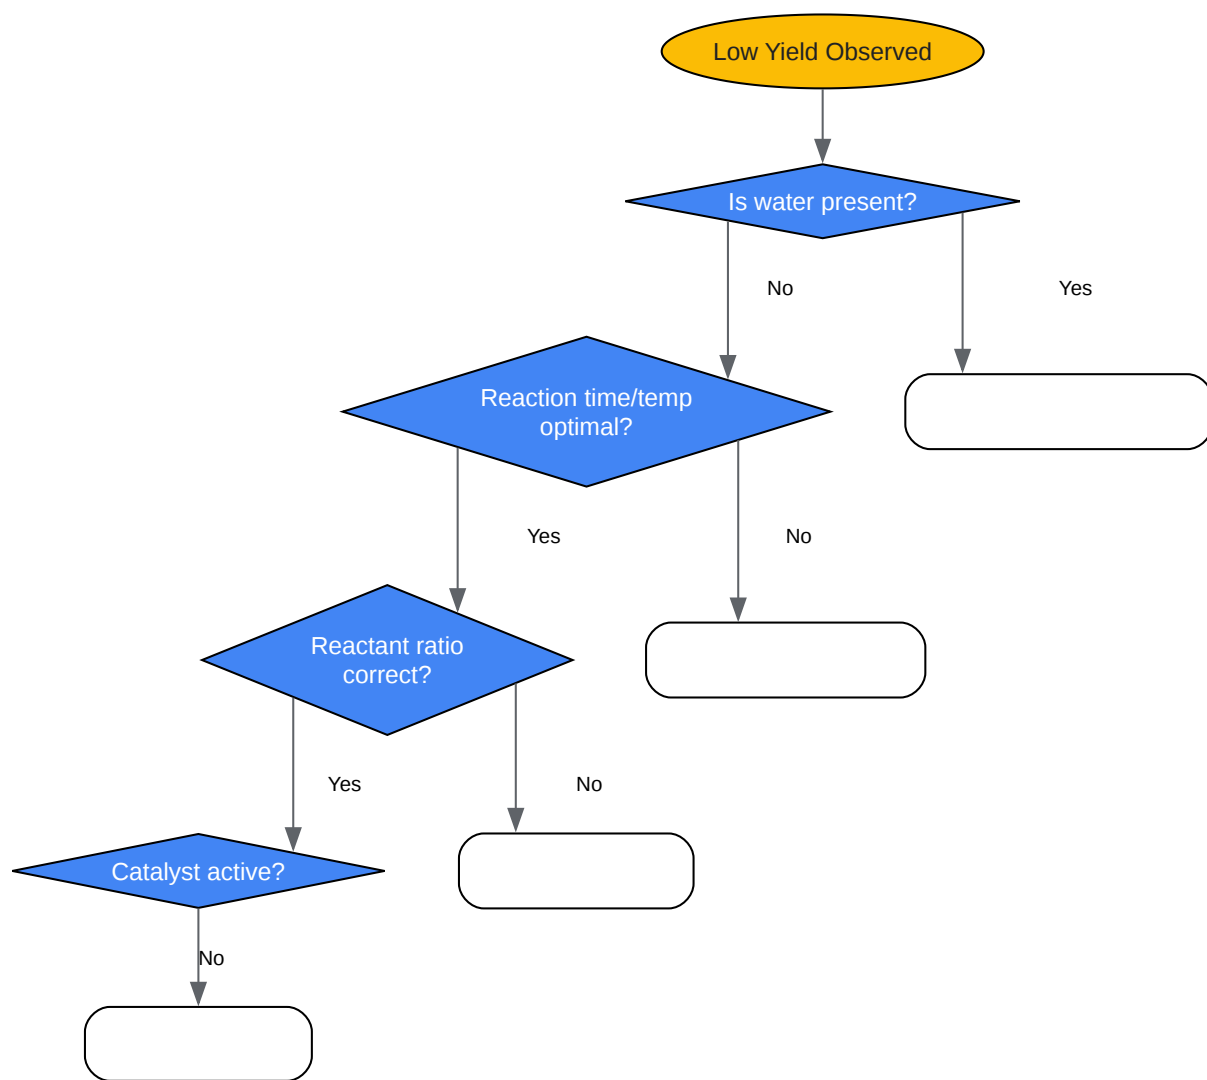 Low Yield Observed
Is water present?
No
Yes
Reaction time/temp
optimal?
Yes
No
Reactant ratio
correct?
Yes
No
Catalyst active?
No